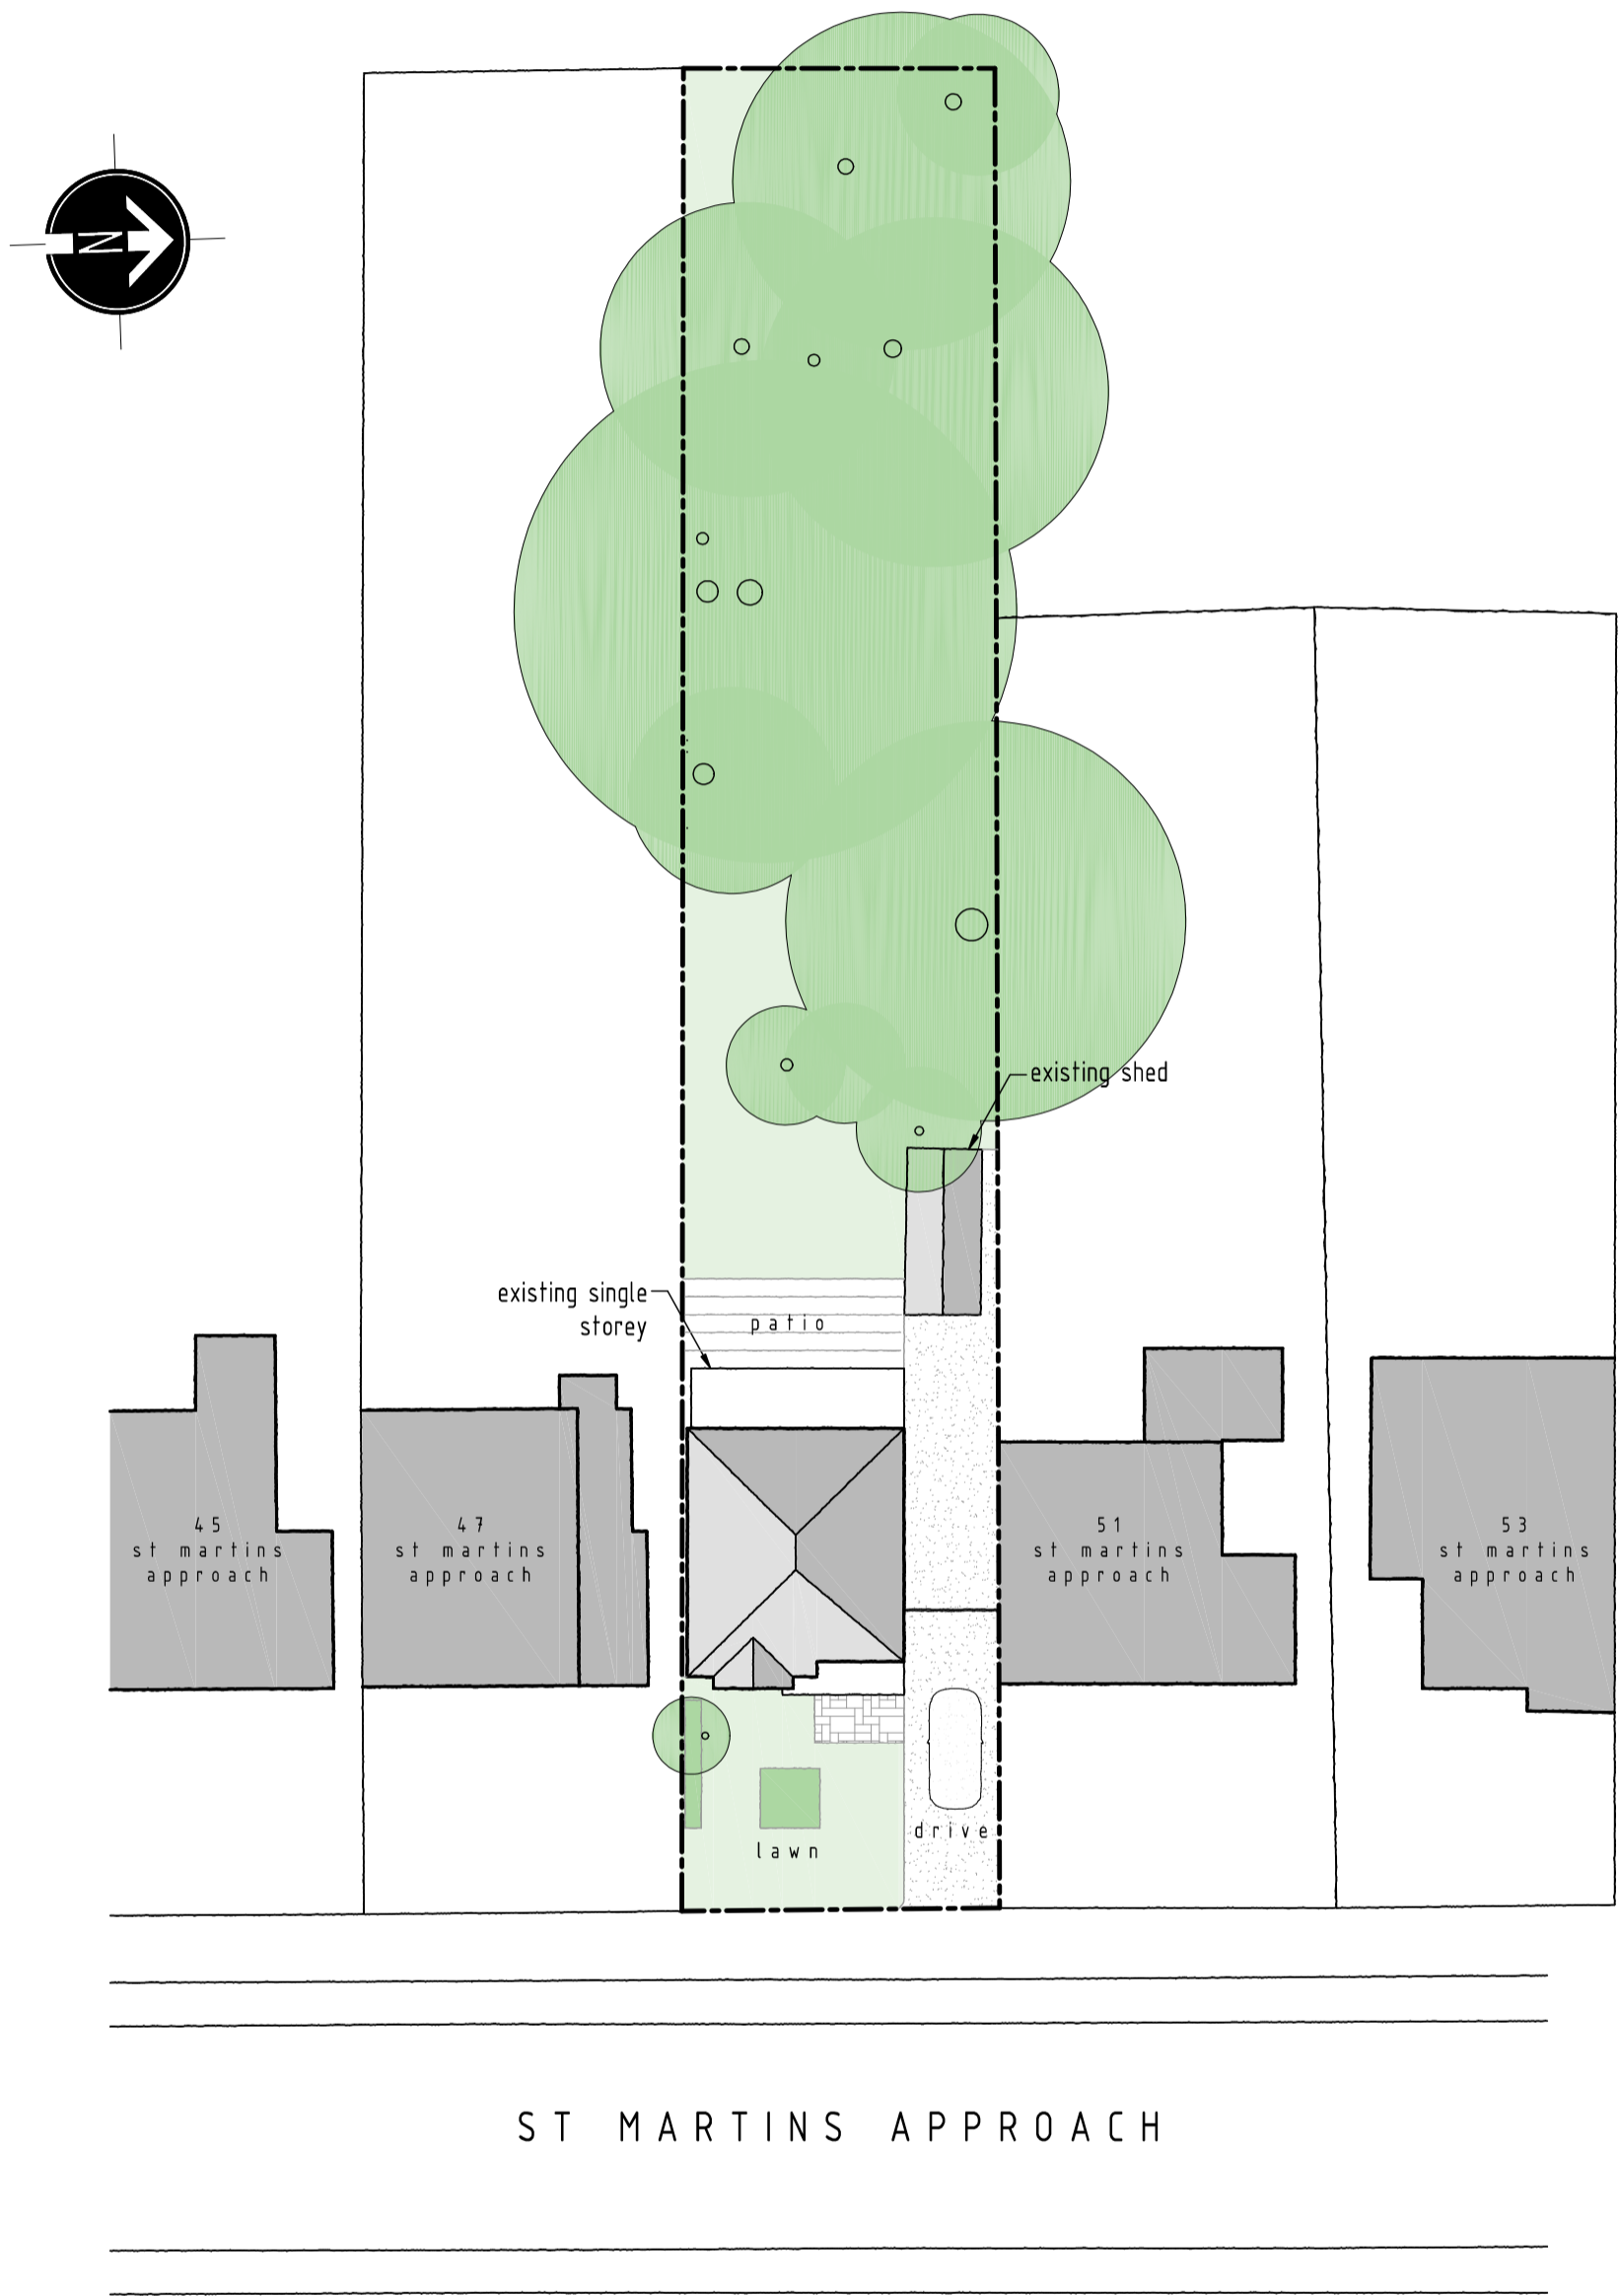 N
existing shed
existing single
storey
patio
45
st martins
approach
47
st martins
approach
51
st martins
approach
53
st martins
approach
drive
lawn
ST MARTINS APPROACH